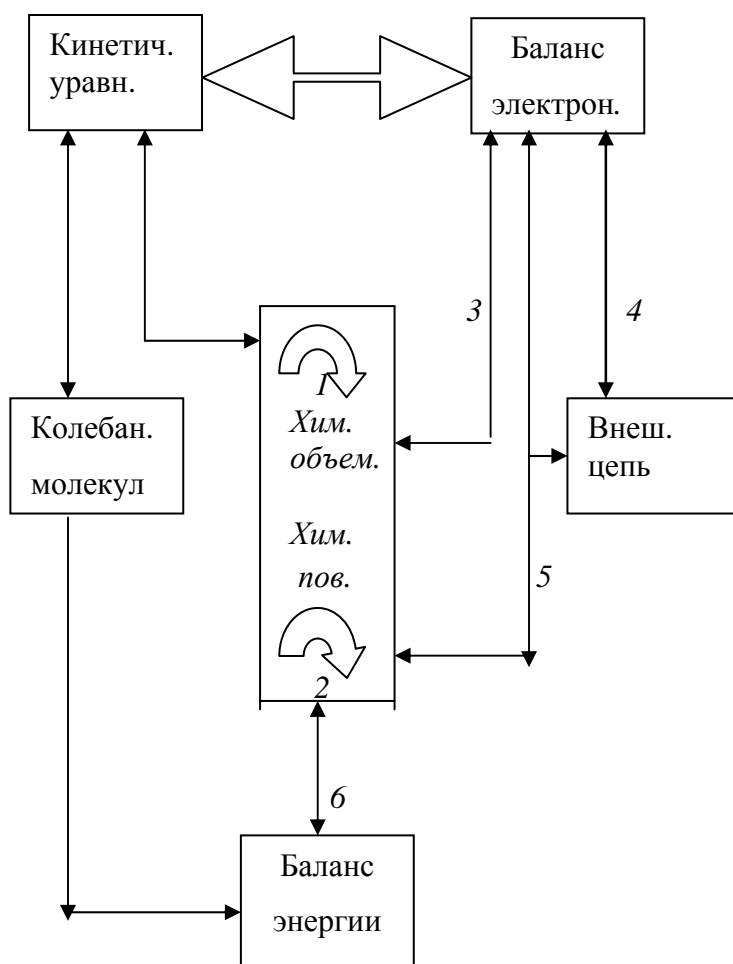 Кинетич.
уравн.
Баланс
электрон.
3
4
1
Хим.
объем.
Колебан.
молекул
Внеш.
цепь
Хим.
пов.
5
2
6
Баланс
энергии